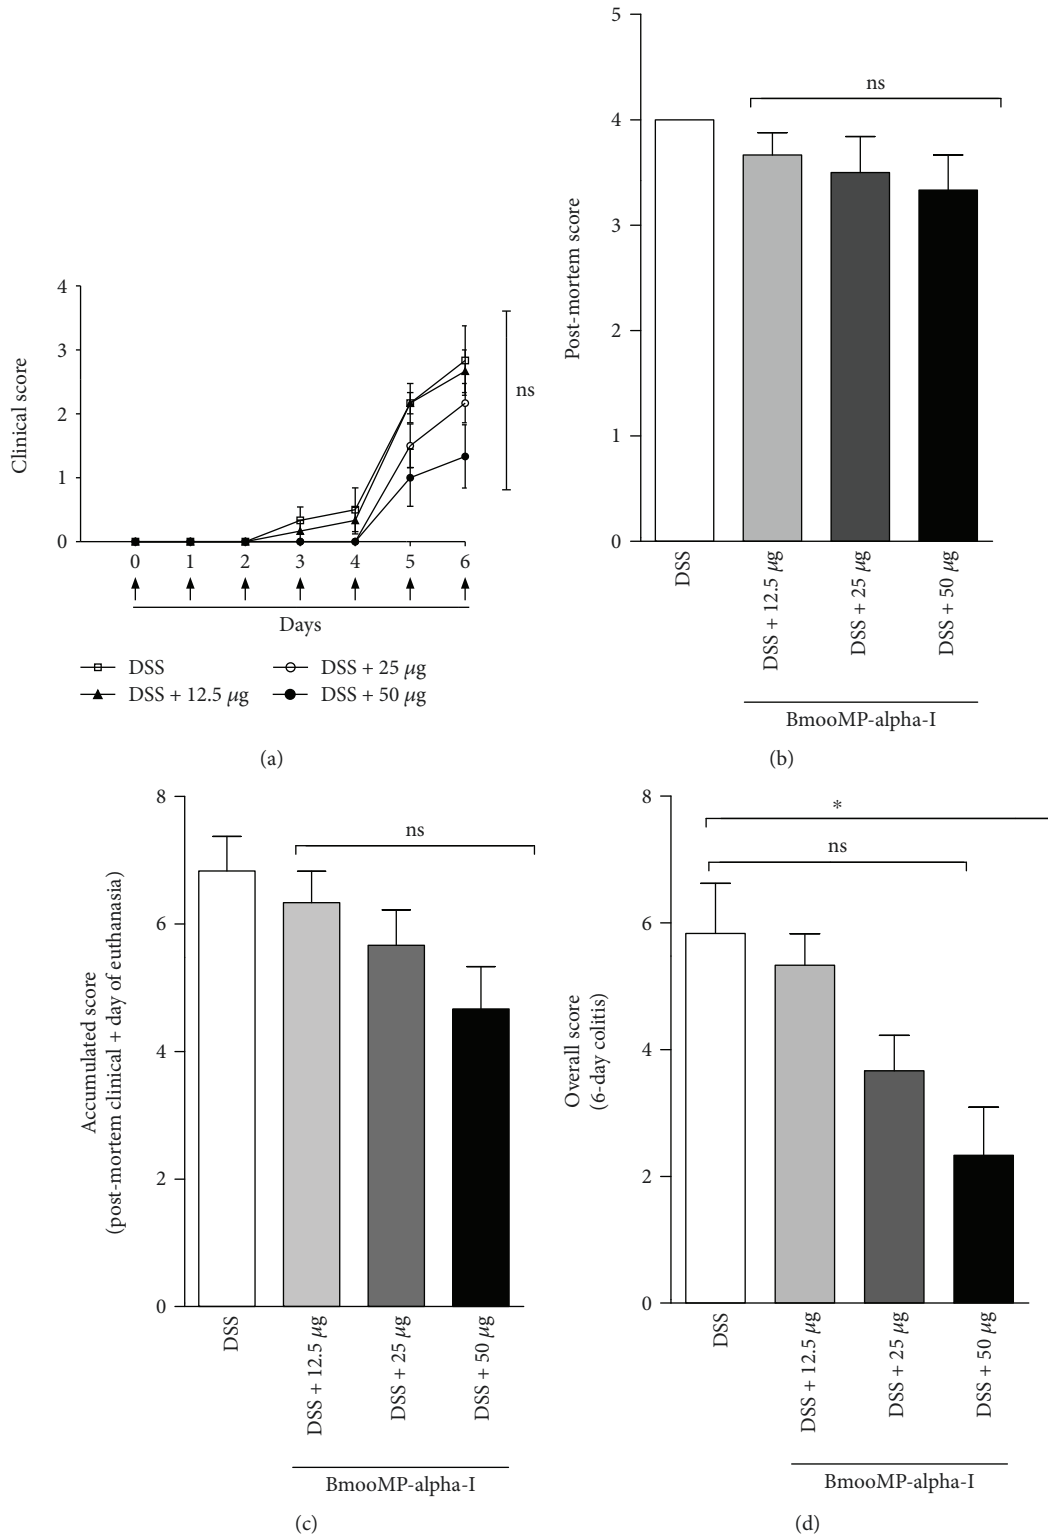 4
3
2
1
0
Clinical score
ns
0 1 2 3 4 5 6
Days
DSS
DSS + 12.5 μg
DSS + 25 μg
DSS + 50 μg
(a)
5
4
3
2
1
0
Post-mortem score
ns
DSS
DSS + 12.5 μg
DSS + 25 μg
DSS + 50 μg
BmooMP-alpha-I
(b)
8
6
4
2
0
Accumulated score
(post-mortem clinical + day of euthanasia)
ns
DSS
DSS + 12.5 μg
DSS + 25 μg
DSS + 50 μg
BmooMP-alpha-I
(c)
8
6
4
2
0
Overall score
(6-day colitis)
*
ns
DSS
DSS + 12.5 μg
DSS + 25 μg
DSS + 50 μg
BmooMP-alpha-I
(d)